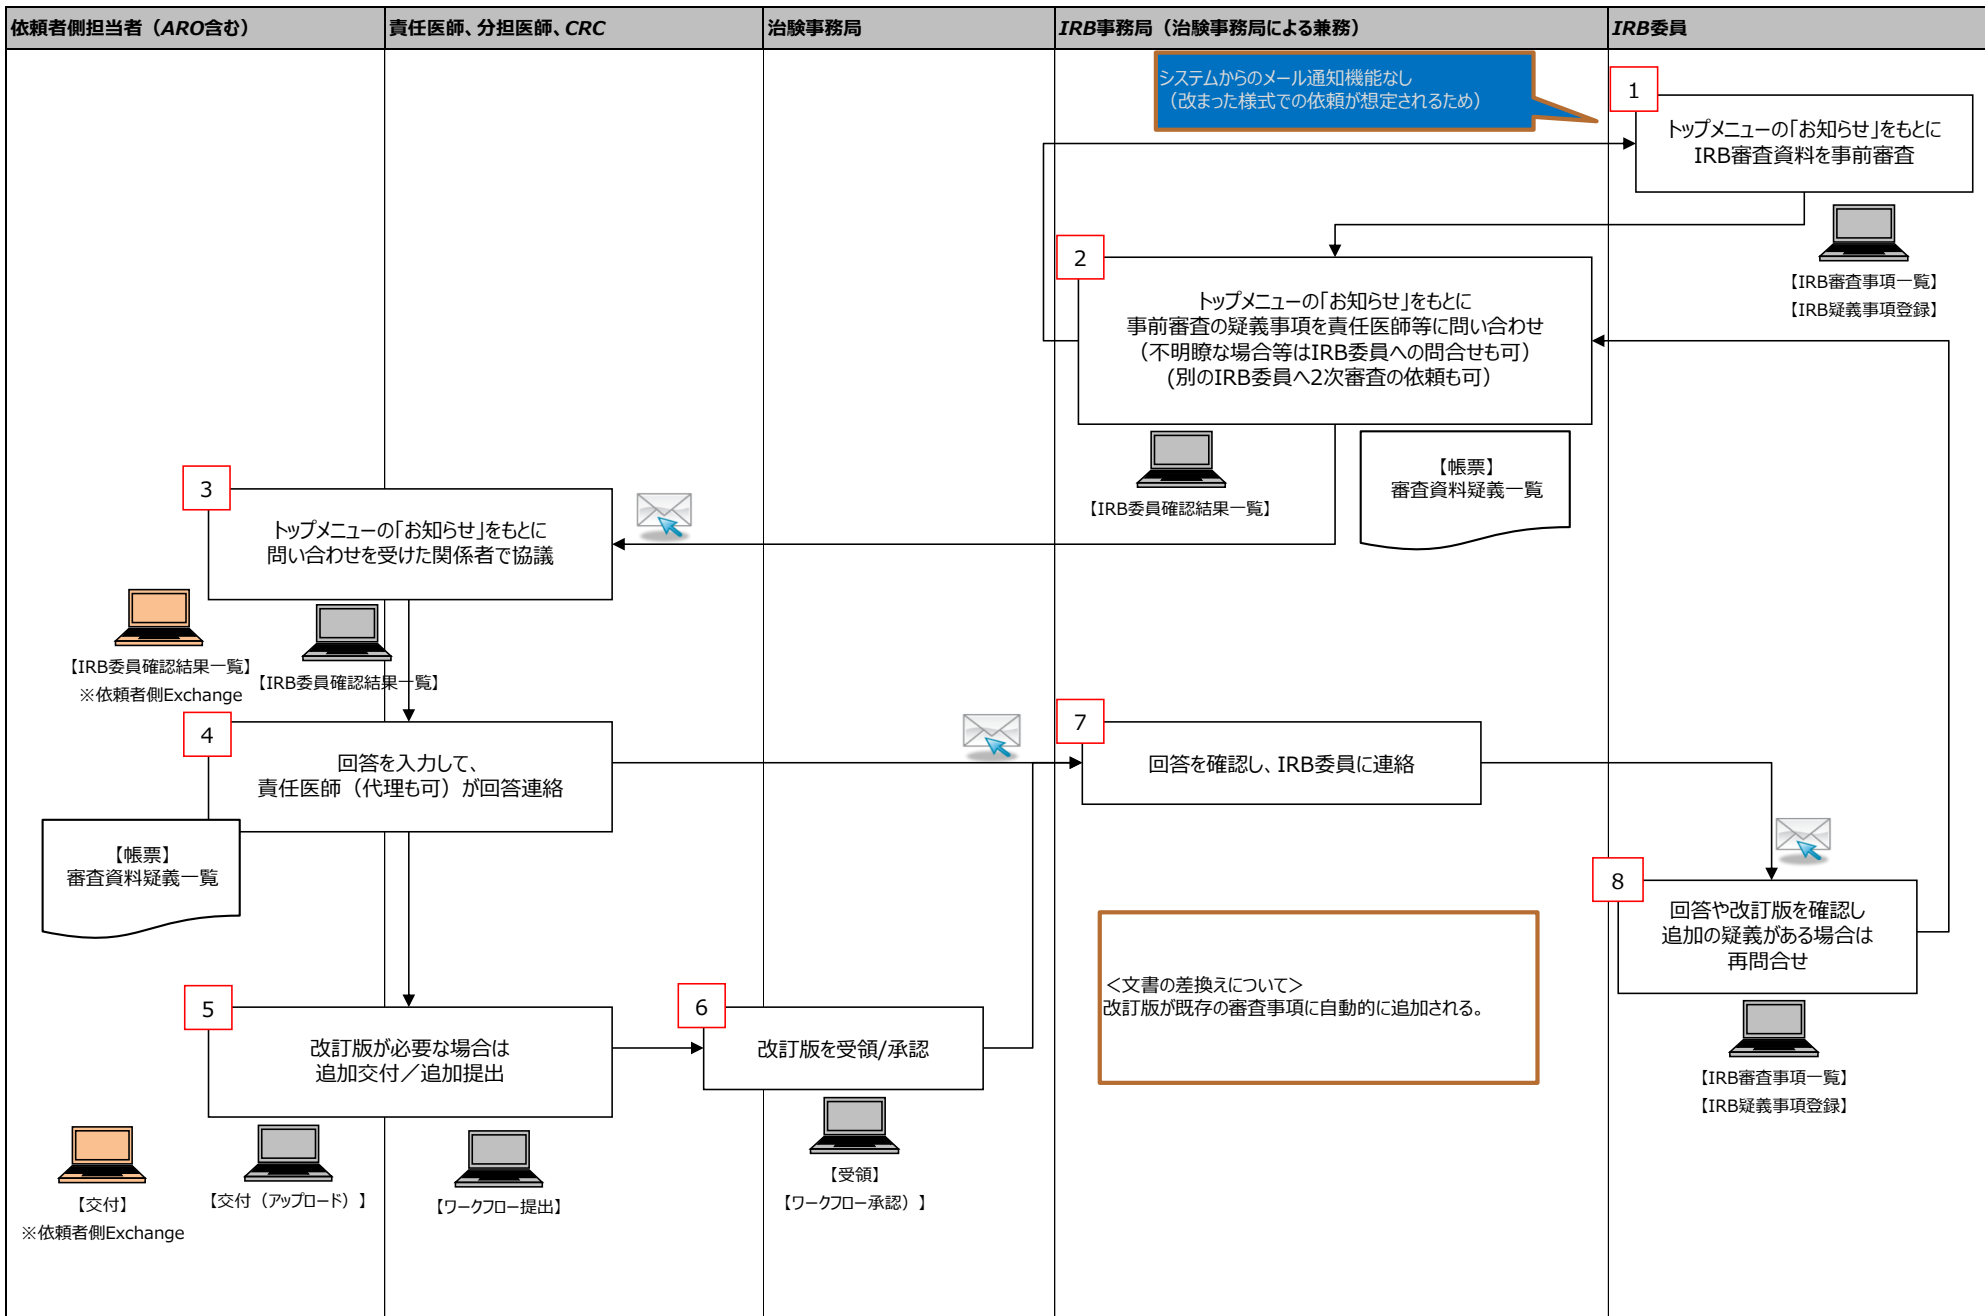 依頼者側担当者（ARO含む）
責任医師、分担医師、CRC
治験事務局
IRB事務局（治験事務局による兼務）
IRB委員
システムからのメール通知機能なし
（改まった様式での依頼が想定されるため）
1
トップメニューの「お知らせ」をもとに
IRB審査資料を事前審査
【IRB審査事項一覧】
【IRB疑義事項登録】
2
トップメニューの「お知らせ」をもとに
事前審査の疑義事項を責任医師等に問い合わせ
（不明瞭な場合等はIRB委員への問合せも可）
(別のIRB委員へ2次審査の依頼も可）
【IRB委員確認結果一覧】
【帳票】
審査資料疑義一覧
3
トップメニューの「お知らせ」をもとに
問い合わせを受けた関係者で協議
【IRB委員確認結果一覧】
※依頼者側Exchange
【IRB委員確認結果一覧】
4
回答を入力して、
責任医師（代理も可）が回答連絡
【帳票】
審査資料疑義一覧
7
回答を確認し、IRB委員に連絡
8
回答や改訂版を確認し
追加の疑義がある場合は
再問合せ
【IRB審査事項一覧】
【IRB疑義事項登録】
＜文書の差換えについて＞
改訂版が既存の審査事項に自動的に追加される。
5
改訂版が必要な場合は
追加交付／追加提出
【交付】
※依頼者側Exchange
【交付（アップロード）】
【ワークフロー提出】
6
改訂版を受領/承認
【受領】
【ワークフロー承認）】